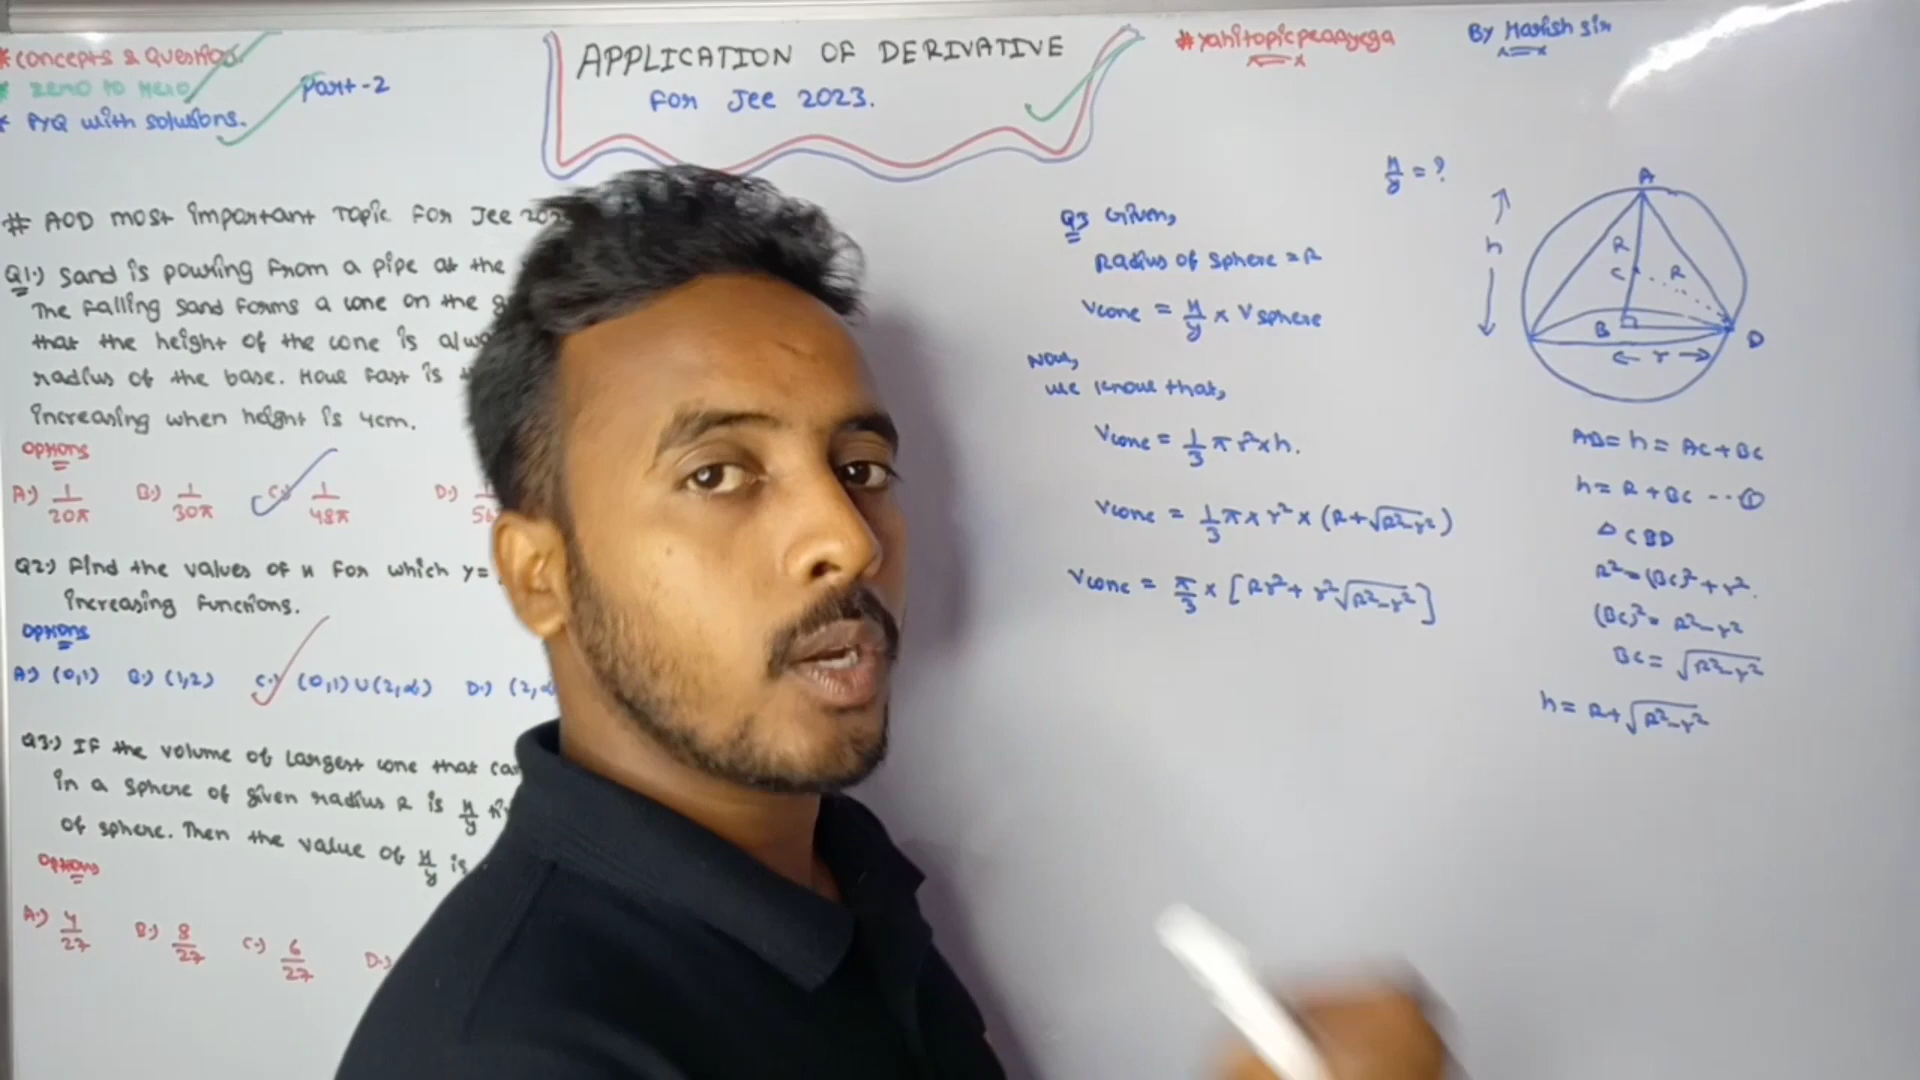 *Concepts & Question.
* Zero to Hero
* PYQ with solutions.
Part-2
APPLICATION OF DERIVATIVE
For Jee 2023.
#yahitopicpeaayega
By Harish sir
# AOD most important Topic For Jee 202
Q1.) Sand is pouring from a pipe at the
The falling sand forms a cone on the
that the height of the cone is
radius of the base. How fast is
increasing when height is 4cm.
Options
A.) 1/20π B.) 1/30π C.) 1/48π D.)
Q2.) Find the values of x for which y=
increasing functions.
Options
A.) (0,1) B.) (1,2) C.) (0,1)∪(2,∞) D.) (2,∞
Q3.) If the volume of largest cone that
in a sphere of given radius R is x/y
of sphere. Then the value of x/y is
Options
A.) 4/27 B.) 8/27 C.) 6/27 D.)
Q3 Given,
Radius of sphere = R
Vcone = x/y × Vsphere
Now,
we know that,
Vcone = 1/3 π r²×h.
Vcone = 1/3 π × r² × (R+√R²-r²)
Vcone = π/3 × [Rr² + r²√R²-r²]
x/y = ?
A
h
R
C
R
B
r
D
AB = h = AC + BC
h = R + BC --①
△ CBD
R² = (BC)² + r².
(BC)² = R²-r²
BC = √R²-r²
h = R+√R²-r²